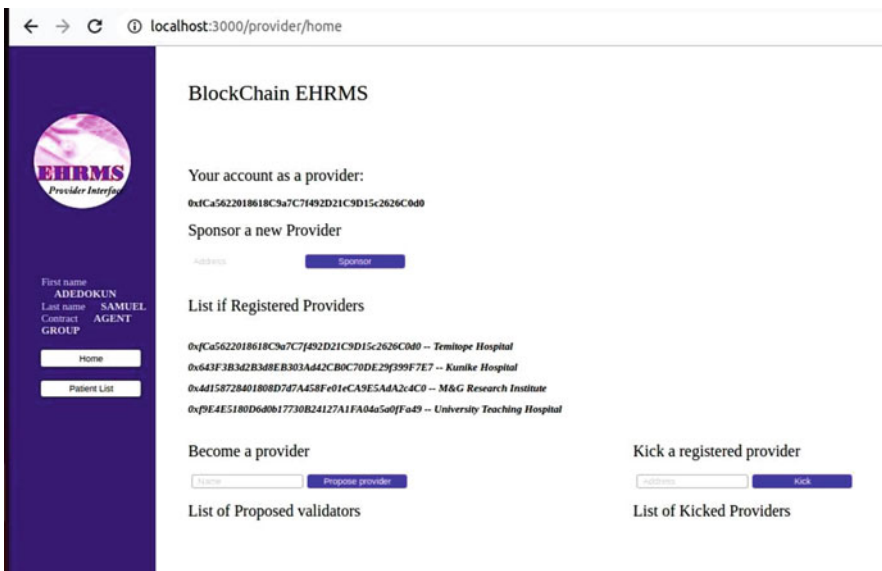 localhost:3000/provider/home
BlockChain EHRMS
EHRMS
Provider Interface
First name
ADEDOKUN
Last name SAMUEL
Contract AGENT
GROUP
Home
Patient List
Your account as a provider:
0xfCa5622018618C9a7C7f492D21C9D15c2626C0d0
Sponsor a new Provider
Address
Sponsor
List if Registered Providers
0xfCa5622018618C9a7C7f492D21C9D15c2626C0d0 -- Temitope Hospital
0x643F3B3d2B3d8EB303Ad42CB0C70DE29f399F7E7 -- Kunike Hospital
0x4d158728401808D7d7A458Fe01eCA9E5AdA2c4C0 -- M&G Research Institute
0xf9E4E5180D6d0b17730B24127A1FA04a5a0fFa49 -- University Teaching Hospital
Become a provider
Name
Propose provider
List of Proposed validators
Kick a registered provider
Address
Kick
List of Kicked Providers